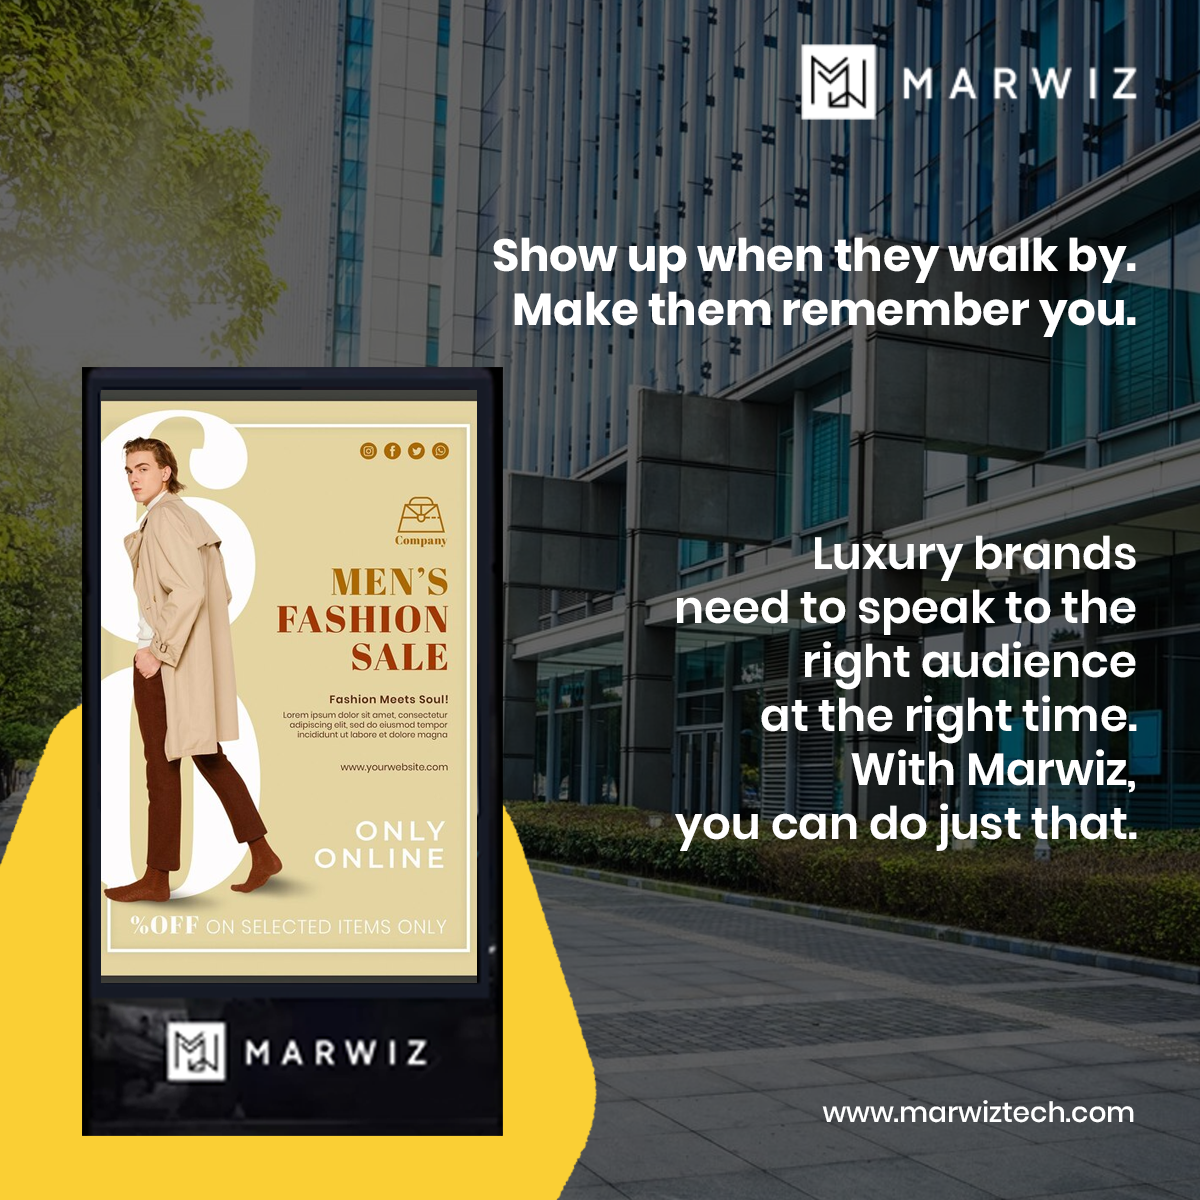 MARWIZ
Show up when they walk by.
Make them remember you.
Company
MEN'S
FASHION
SALE
Fashion Meets Soul!
Lorem ipsum dolor sit amet, consectetur
adipiscing elit, sed do eiusmod tempor
incididunt ut labore et dolore magna
www.yourwebsite.com
ONLY
ONLINE
%OFF ON SELECTED ITEMS ONLY
MARWIZ
Luxury brands
need to speak to the
right audience
at the right time.
With Marwiz,
you can do just that.
www.marwiztech.com